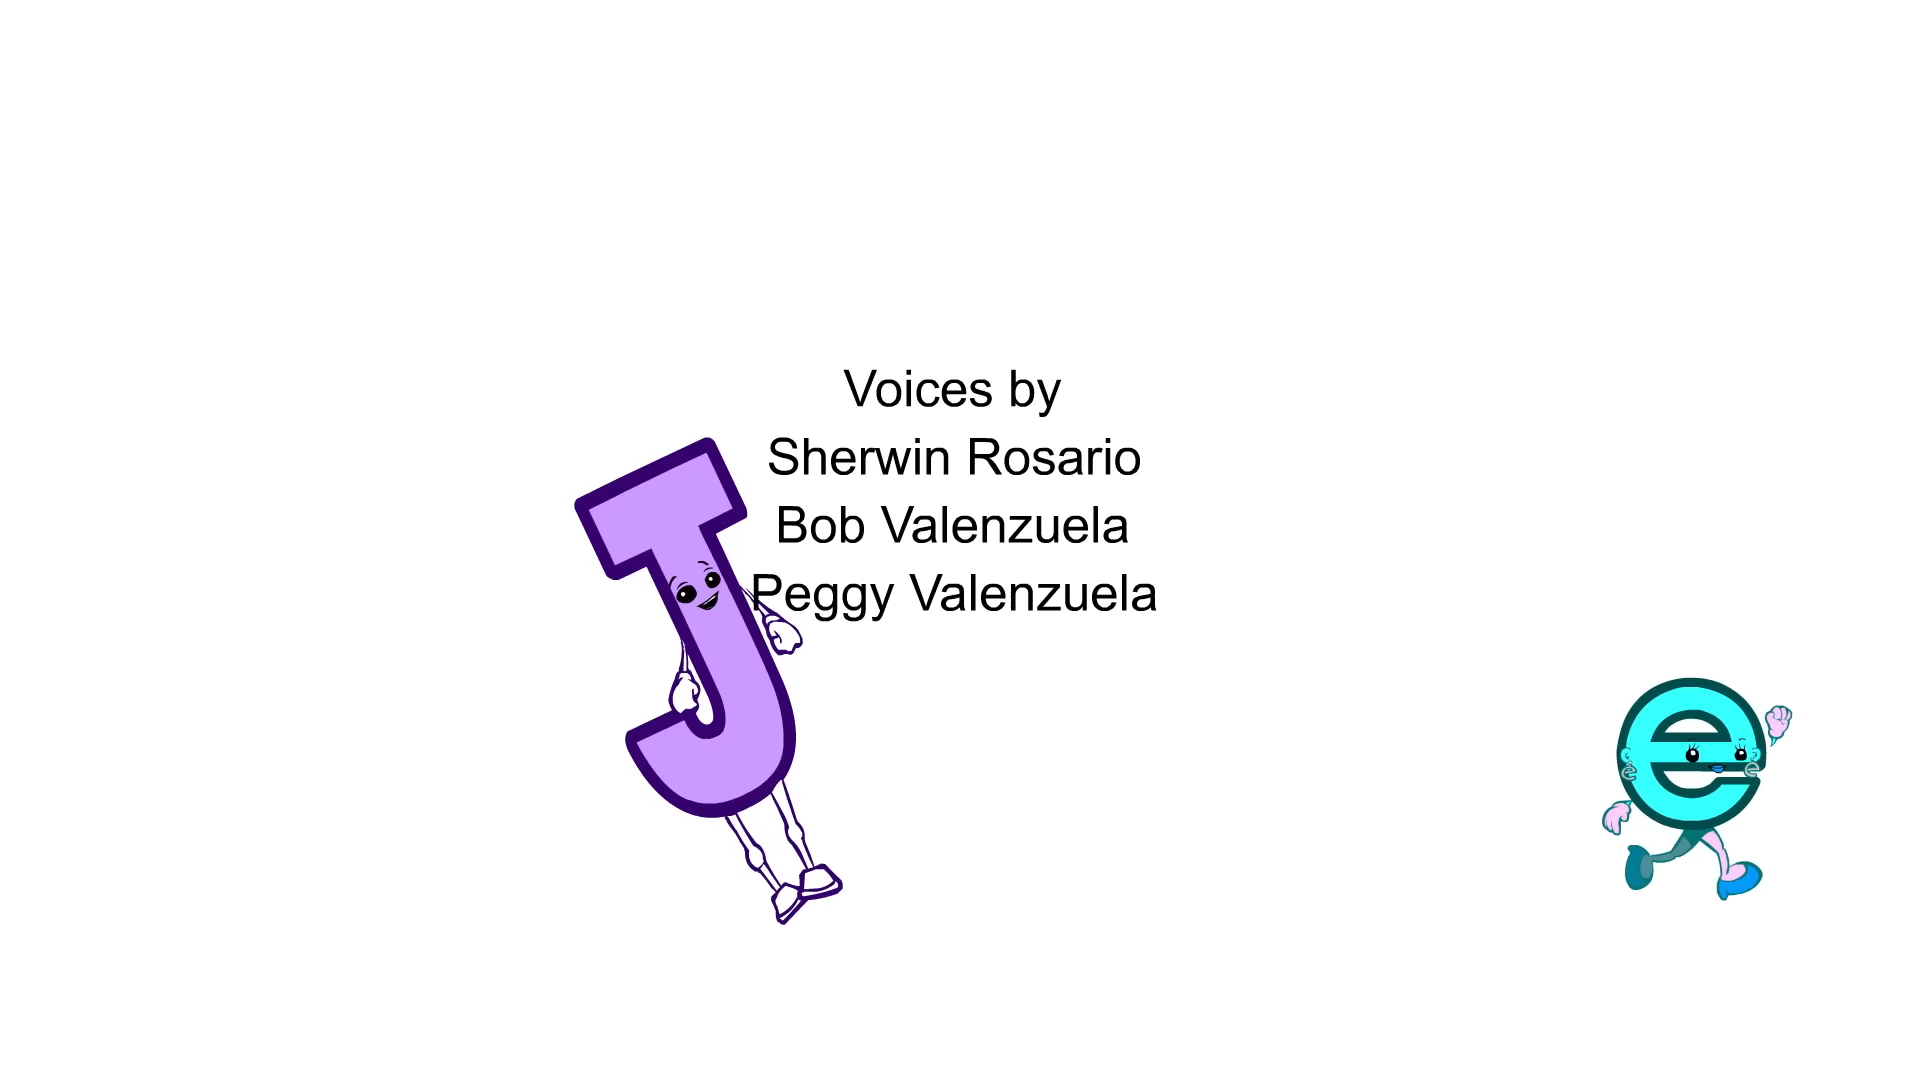 Voices by
Sherwin Rosario
Bob Valenzuela
Peggy Valenzuela
J
e
e e